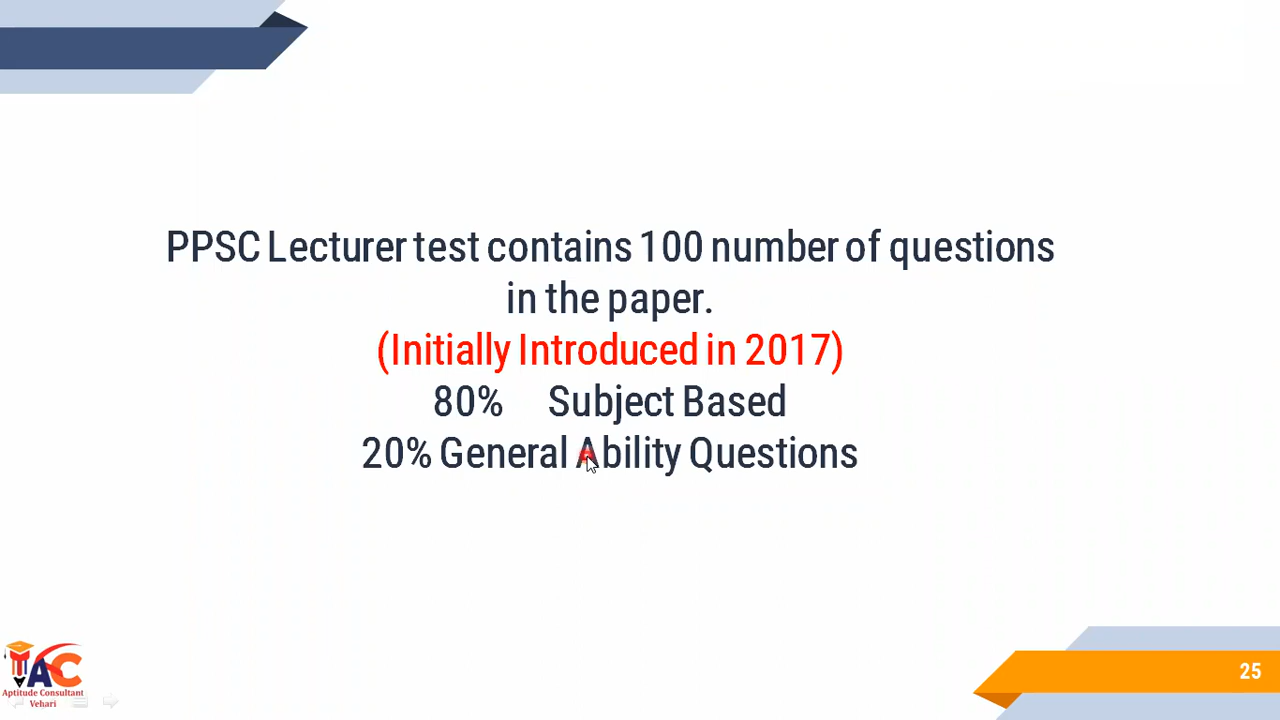 PPSC Lecturer test contains 100 number of questions
in the paper.
(Initially Introduced in 2017)
80% Subject Based
20% General Ability Questions
AC
Aptitude Consultant
Vehari
25